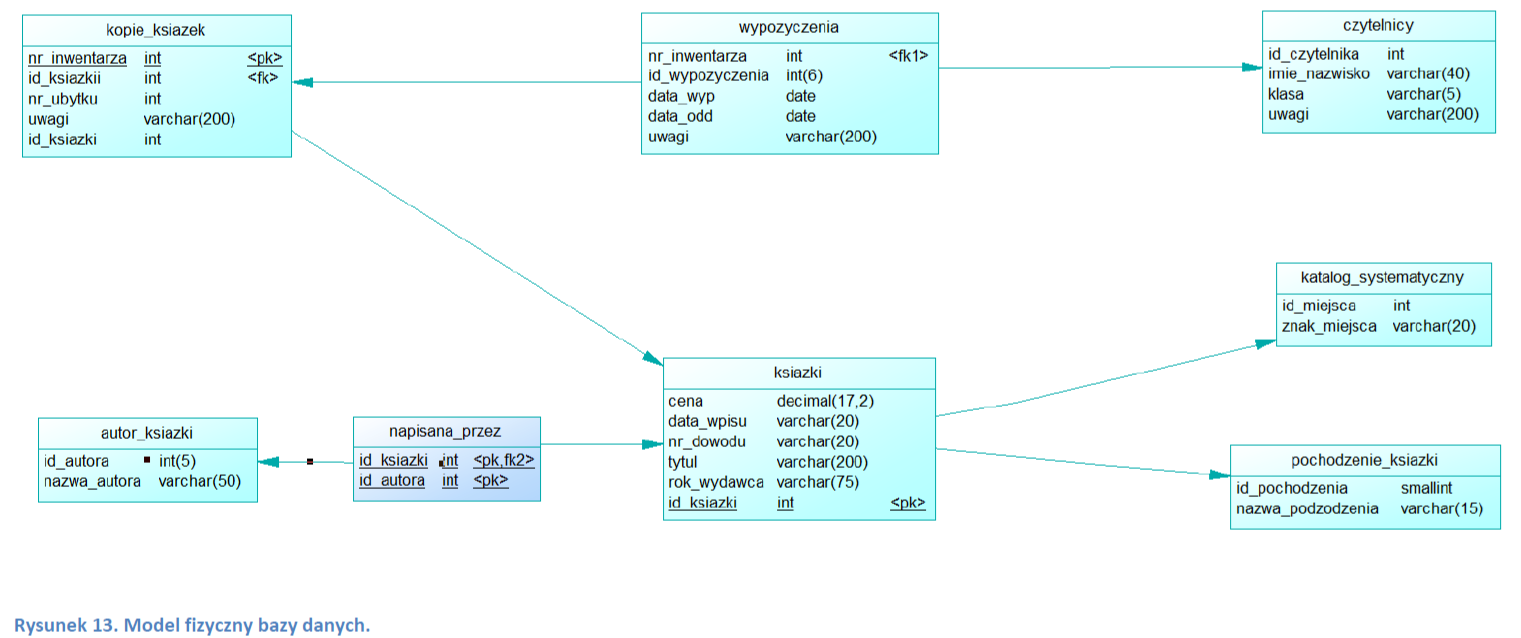 kopie_ksiazek
nr_inwentarza int <pk>
id_ksiazkii int <fk>
nr_ubytku int
uwagi varchar(200)
id_ksiazki int
wypozyczenia
nr_inwentarza int <fk1>
id_wypozyczenia int(6)
data_wyp date
data_odd date
uwagi varchar(200)
czytelnicy
id_czytelnika int
imie_nazwisko varchar(40)
klasa varchar(5)
uwagi varchar(200)
katalog_systematyczny
id_miejsca int
znak_miejsca varchar(20)
ksiazki
cena decimal(17,2)
data_wpisu varchar(20)
nr_dowodu varchar(20)
tytul varchar(200)
rok_wydawca varchar(75)
id_ksiazki int <pk>
autor_ksiazki
id_autora int(5)
nazwa_autora varchar(50)
napisana_przez
id_ksiazki int <pk,fk2>
id_autora int <pk>
pochodzenie_ksiazki
id_pochodzenia smallint
nazwa_podzodzenia varchar(15)
Rysunek 13. Model fizyczny bazy danych.